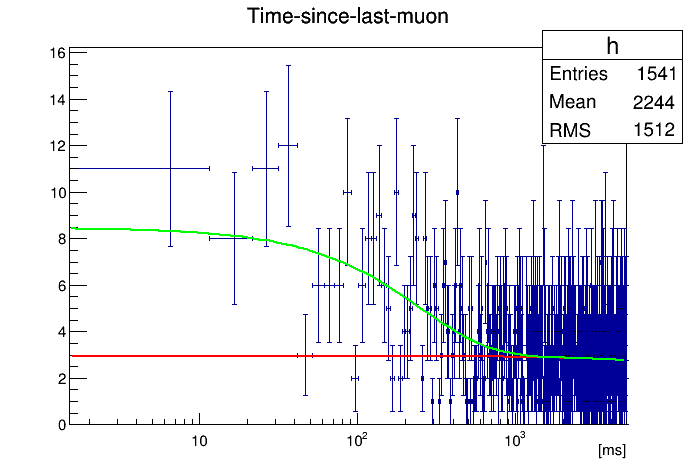 Time-since-last-muon
h
Entries 1541
Mean 2244
RMS 1512
16
14
12
10
8
6
4
2
0
10
10²
10³
[ms]